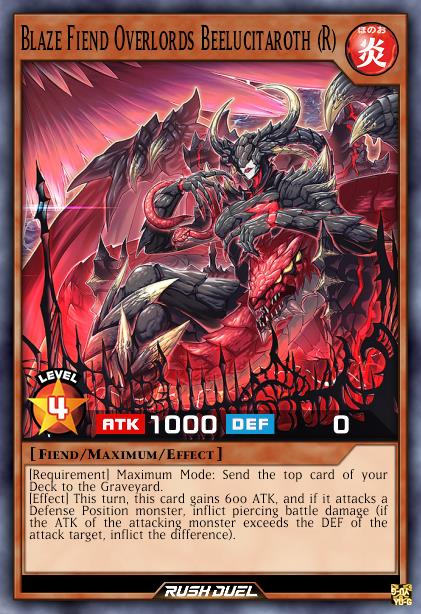 BLAZE FIEND OVERLORDS BEELUCITAROTH (R)
ほのお
炎
LEVEL
4
ATK 1000 DEF 0
[FIEND/MAXIMUM/EFFECT]
[Requirement] Maximum Mode: Send the top card of your
Deck to the Graveyard.
[Effect] This turn, this card gains 600 ATK, and if it attacks a
Defense Position monster, inflict piercing battle damage (if
the ATK of the attacking monster exceeds the DEF of the
attack target, inflict the difference).
RUSH DUEL